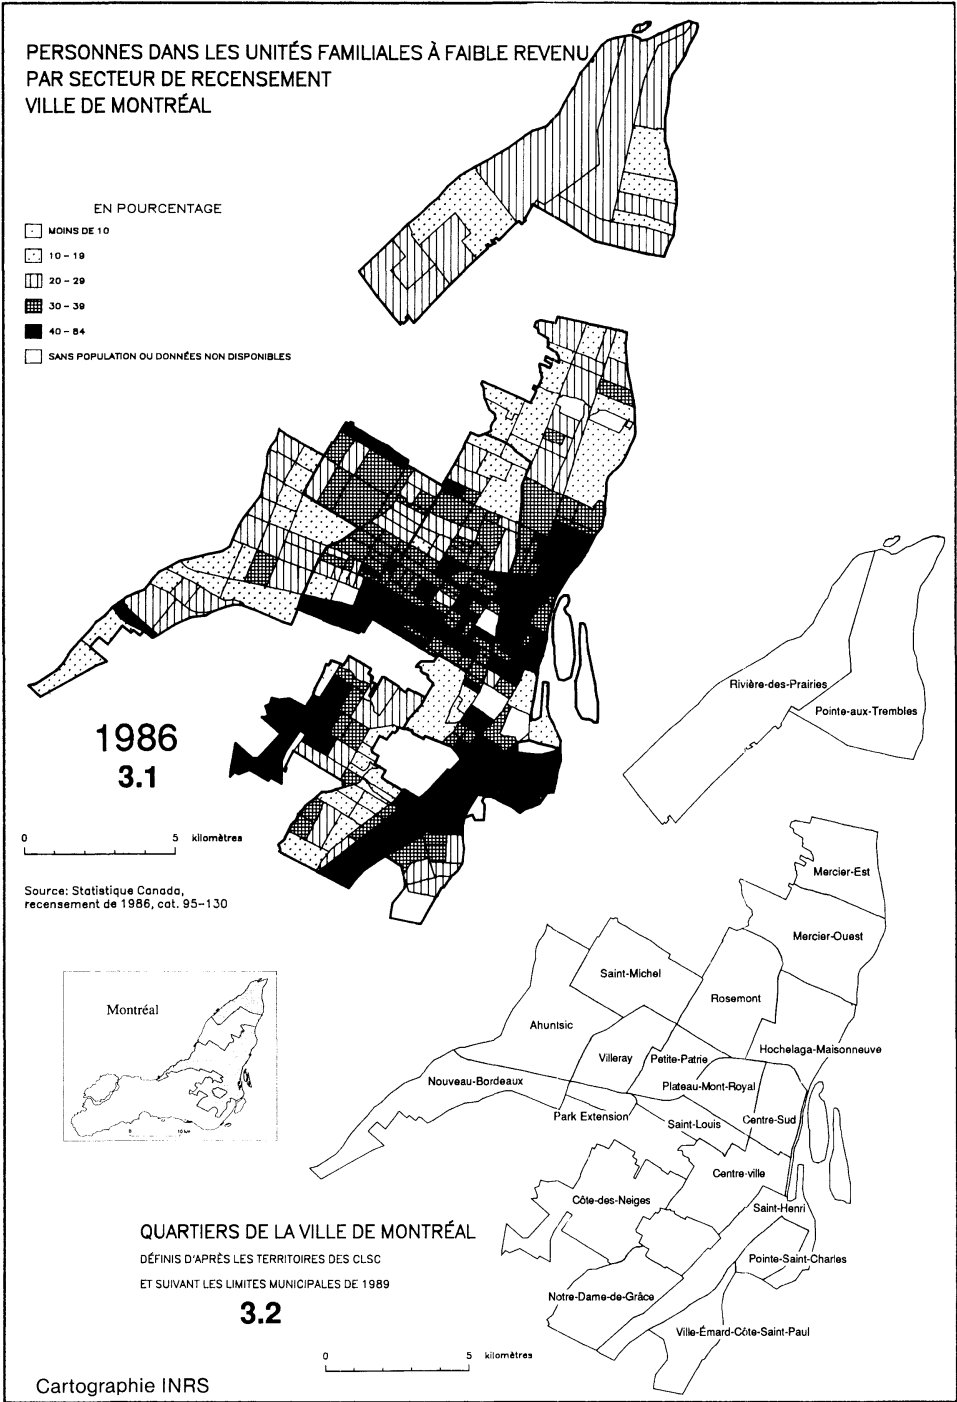 PERSONNES DANS LES UNITÉS FAMILIALES À FAIBLE REVENU
PAR SECTEUR DE RECENSEMENT
VILLE DE MONTRÉAL
EN POURCENTAGE
MOINS DE 10
10 – 19
20 – 29
30 – 39
40 – 84
SANS POPULATION OU DONNÉES NON DISPONIBLES
1986
3.1
0 5 kilomètres
Source: Statistique Canada,
recensement de 1986, cat. 95-130
Montréal
0 10 km
Rivière-des-Prairies
Pointe-aux-Trembles
Mercier-Est
Mercier-Ouest
Saint-Michel
Rosemont
Ahuntsic
Hochelaga-Maisonneuve
Villeray
Petite-Patrie
Nouveau-Bordeaux
Plateau-Mont-Royal
Park Extension
Saint-Louis
Centre-Sud
Centre-ville
Côte-des-Neiges
Saint-Henri
Pointe-Saint-Charles
Notre-Dame-de-Grâce
Ville-Émard-Côte-Saint-Paul
QUARTIERS DE LA VILLE DE MONTRÉAL
DÉFINIS D'APRÈS LES TERRITOIRES DES CLSC
ET SUIVANT LES LIMITES MUNICIPALES DE 1989
3.2
0 5 kilomètres
Cartographie INRS